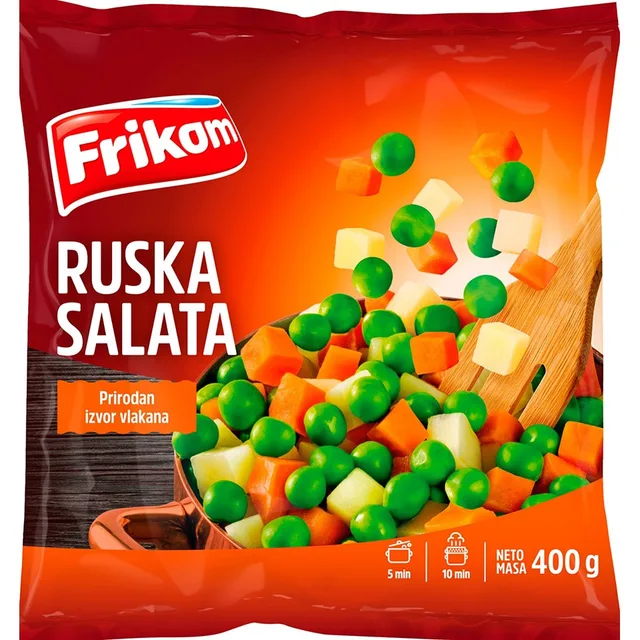 Frikom
RUSKA
SALATA
Prirodan
izvor vlakana
5 min
10 min
NETO
MASA 400 g